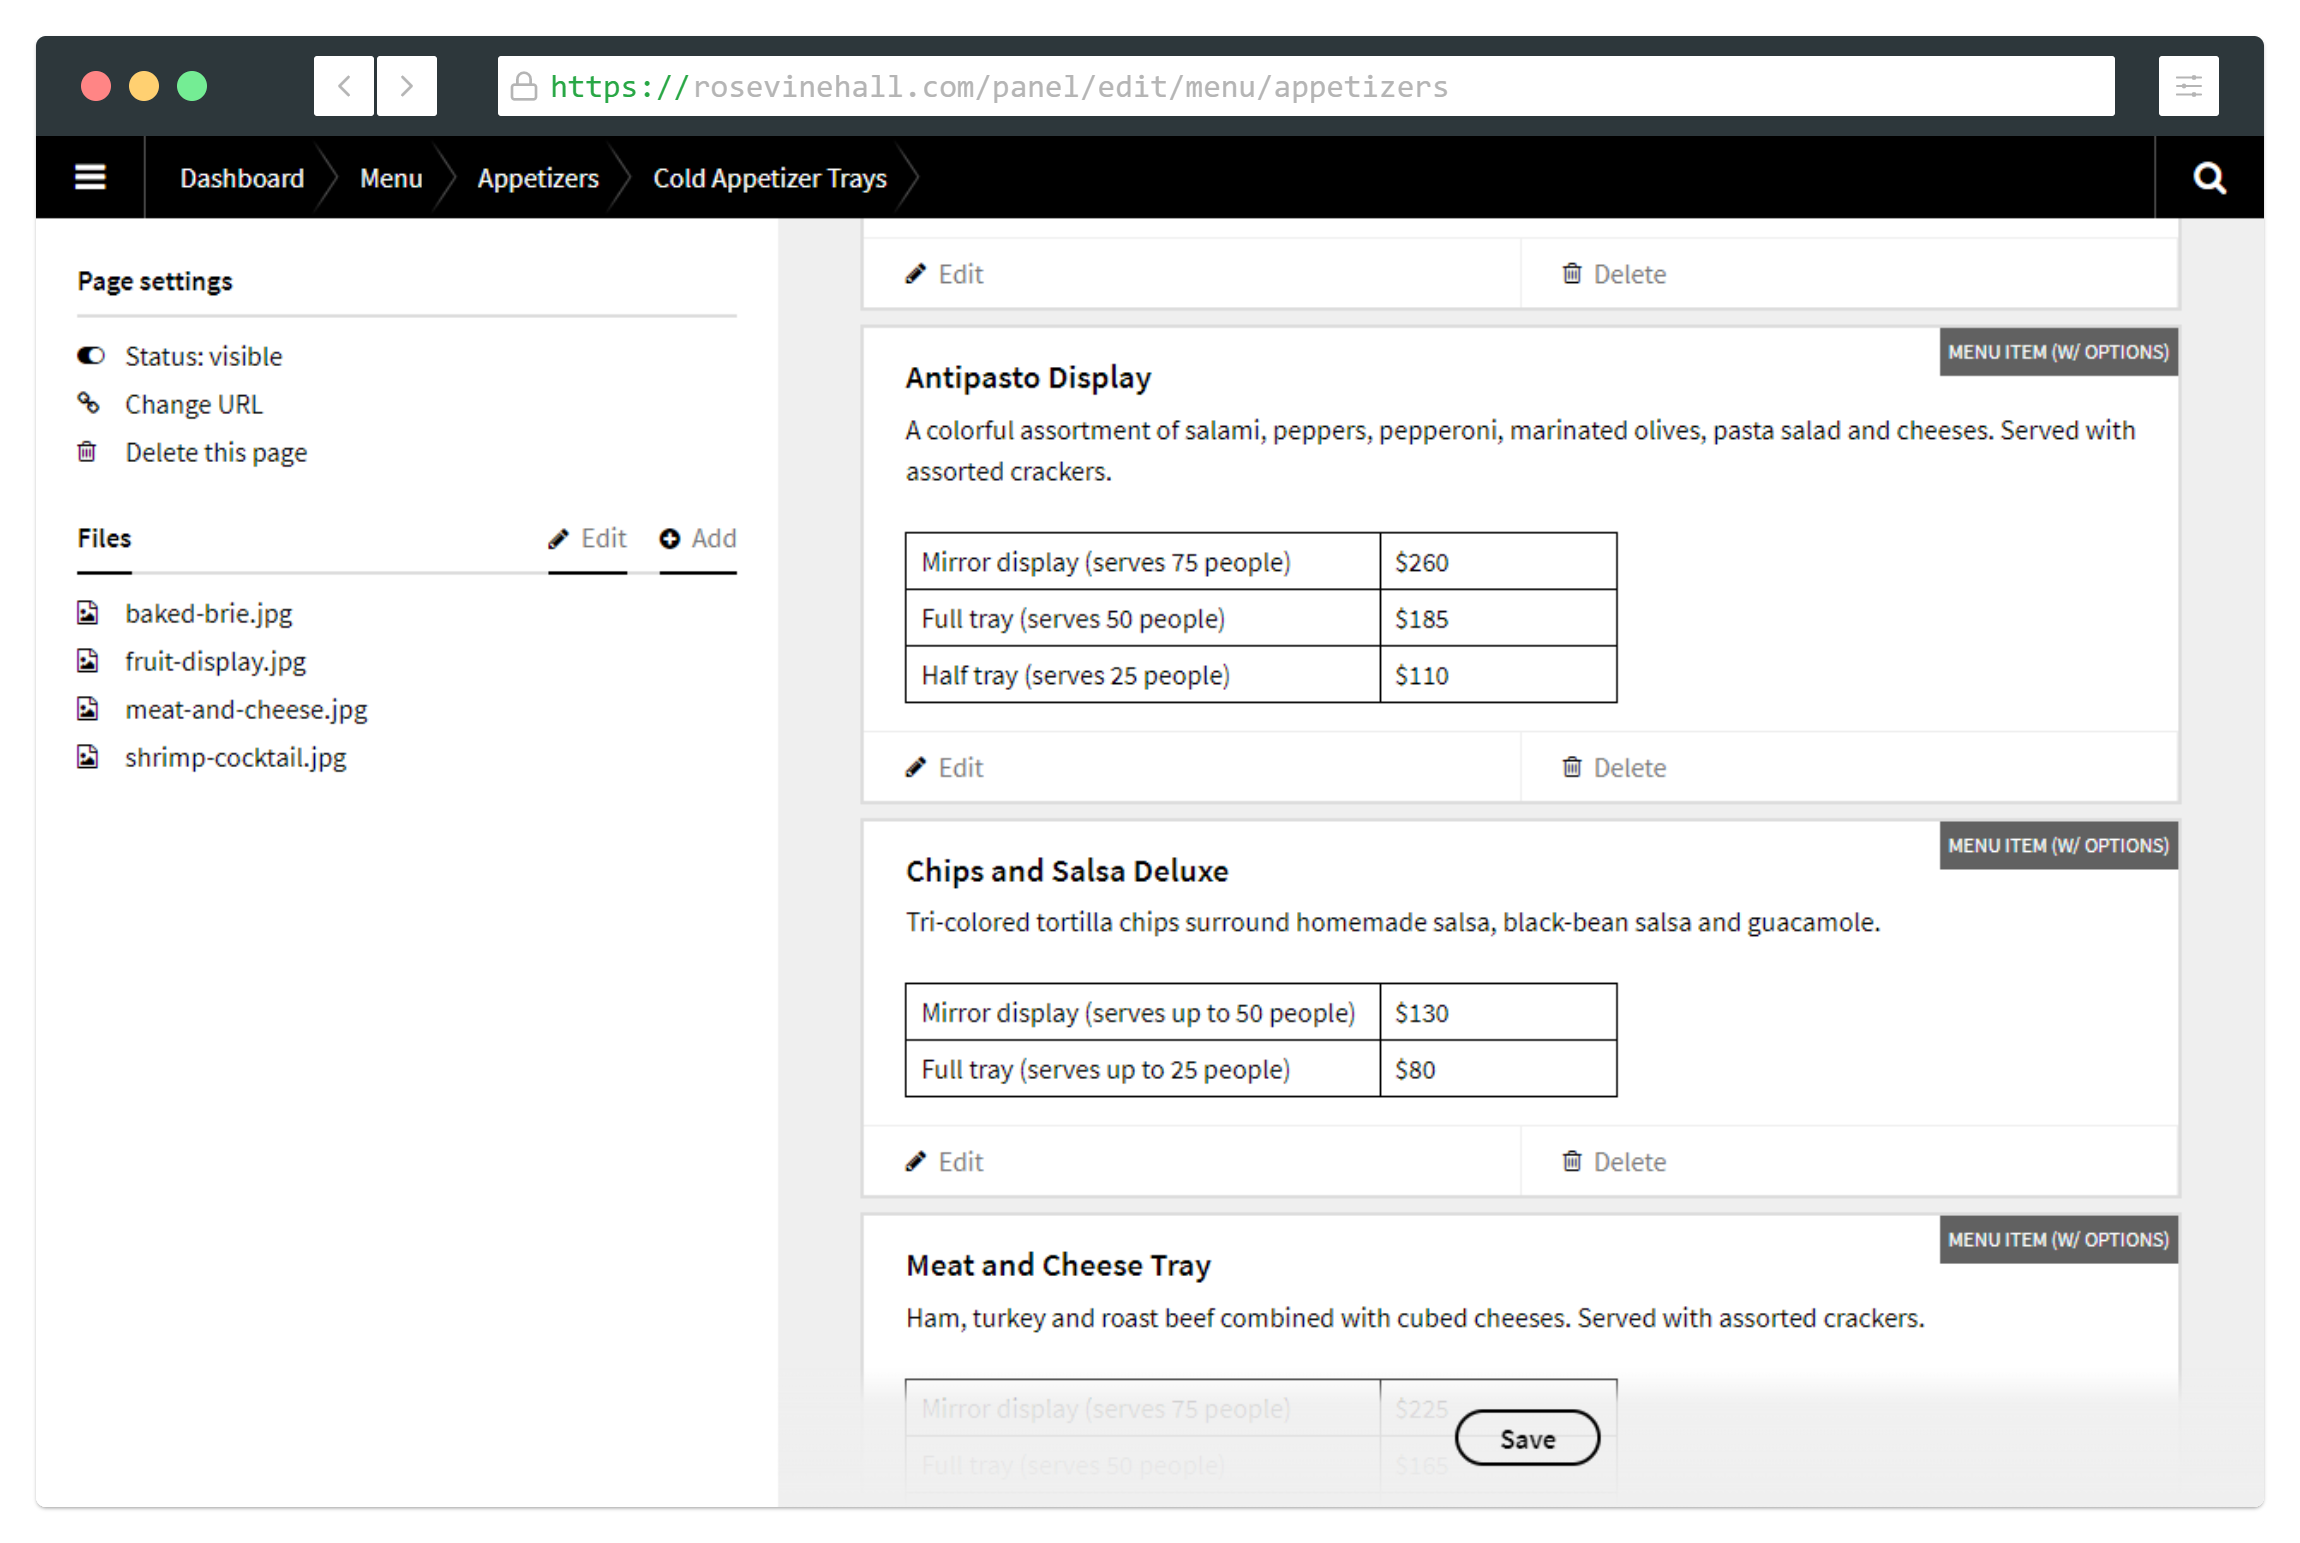 https://rosevinehall.com/panel/edit/menu/appetizers
Dashboard
Menu
Appetizers
Cold Appetizer Trays
Page settings
Status: visible
Change URL
Delete this page
Files
Edit
Add
baked-brie.jpg
fruit-display.jpg
meat-and-cheese.jpg
shrimp-cocktail.jpg
Edit
Delete
MENU ITEM (W/ OPTIONS)
Antipasto Display
A colorful assortment of salami, peppers, pepperoni, marinated olives, pasta salad and cheeses. Served with
assorted crackers.
Mirror display (serves 75 people) $260
Full tray (serves 50 people) $185
Half tray (serves 25 people) $110
Edit
Delete
MENU ITEM (W/ OPTIONS)
Chips and Salsa Deluxe
Tri-colored tortilla chips surround homemade salsa, black-bean salsa and guacamole.
Mirror display (serves up to 50 people) $130
Full tray (serves up to 25 people) $80
Edit
Delete
MENU ITEM (W/ OPTIONS)
Meat and Cheese Tray
Ham, turkey and roast beef combined with cubed cheeses. Served with assorted crackers.
Mirror display (serves 75 people) $225
Full tray (serves 50 people) $165
Save